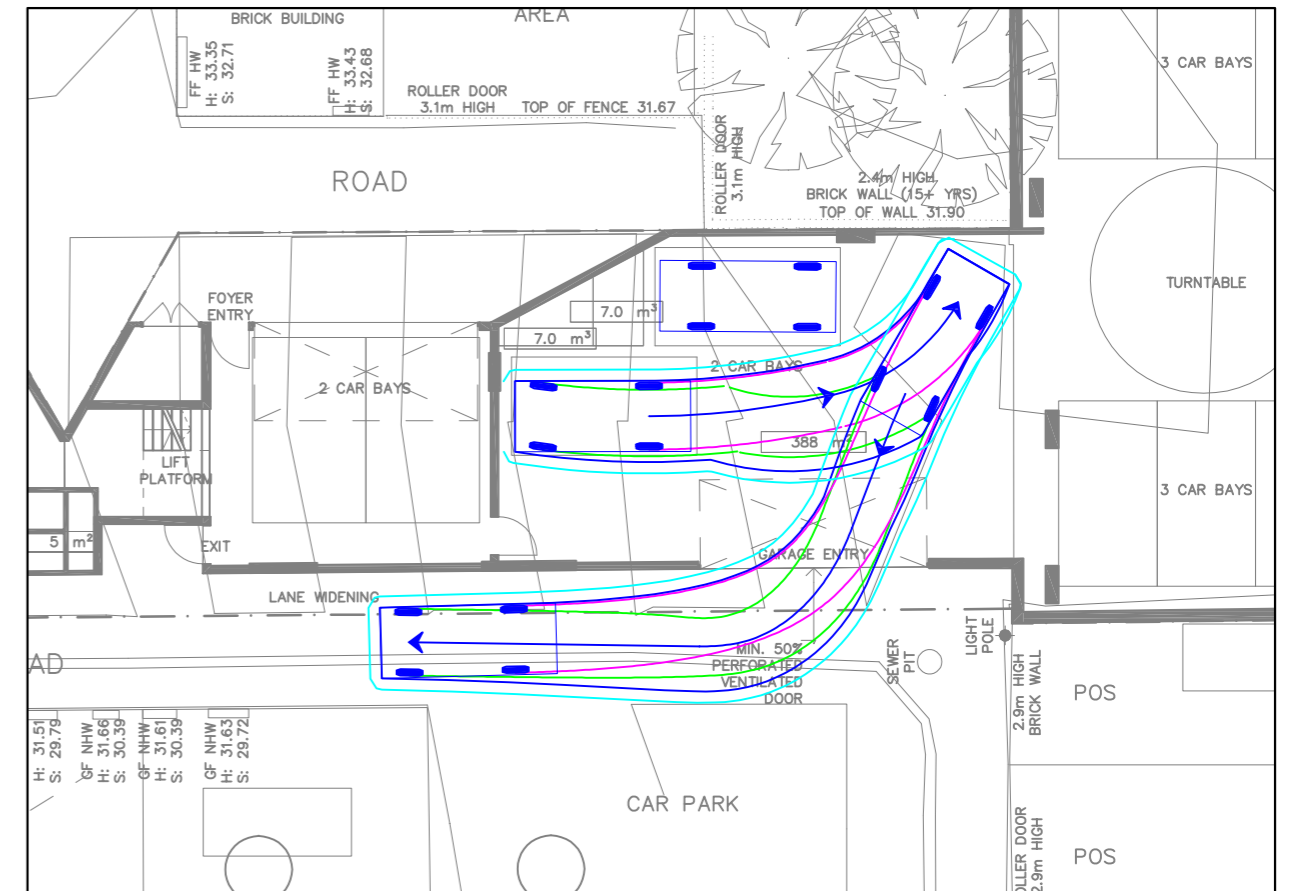 BRICK BUILDING
AREA
FF HW
H: 33.35
S: 32.71
FF HW
H: 33.43
S: 32.68
ROLLER DOOR
3.1m HIGH
TOP OF FENCE 31.67
3 CAR BAYS
ROAD
ROLLER DOOR
3.1m HIGH
2.4m HIGH
BRICK WALL (15+ YRS)
TOP OF WALL 31.90
TURNTABLE
FOYER
ENTRY
7.0 m³
7.0 m³
2 CAR BAYS
2 CAR BAYS
388 m²
LIFT
PLATFORM
3 CAR BAYS
5 m²
EXIT
GARAGE ENTRY
LANE WIDENING
AD
MIN. 50%
PERFORATED
VENTILATED
DOOR
SEWER
PIT
LIGHT
POLE
2.9m HIGH
BRICK WALL
POS
H: 31.51
S: 29.79
GF NHW
H: 31.66
S: 30.39
GF NHW
H: 31.61
S: 30.39
GF NHW
H: 31.63
S: 29.72
CAR PARK
OLLER DOOR
2.9m HIGH
POS